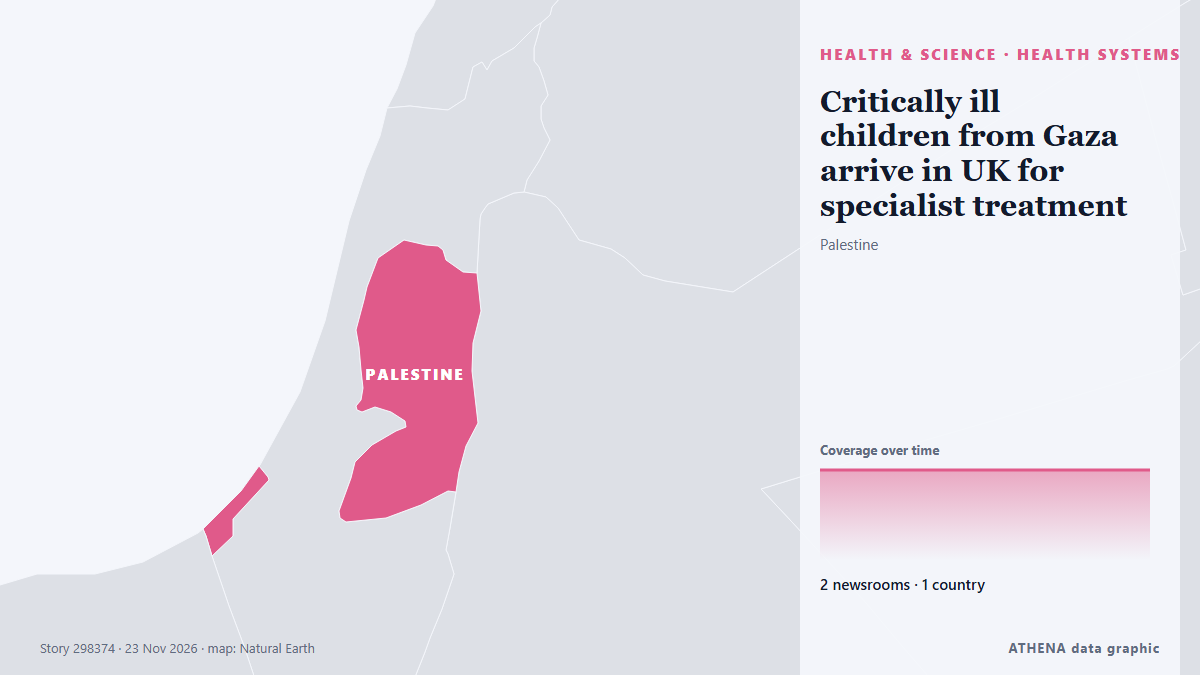 HEALTH & SCIENCE · HEALTH SYSTEMS
Critically ill
children from Gaza
arrive in UK for
specialist treatment
Palestine
PALESTINE
Coverage over time
2 newsrooms · 1 country
Story 298374 · 23 Nov 2026 · map: Natural Earth
ATHENA data graphic